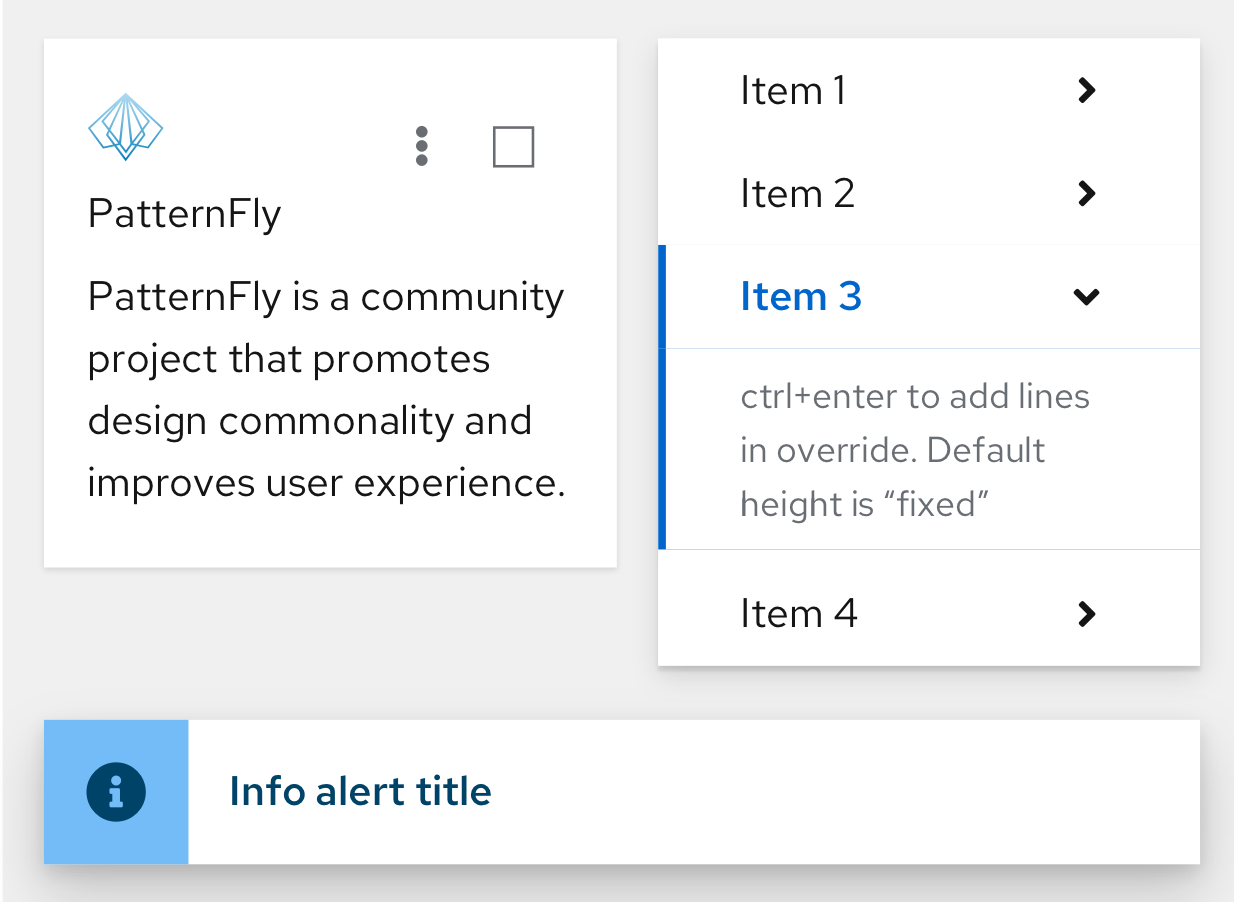 PatternFly
PatternFly is a community
project that promotes
design commonality and
improves user experience.
Item 1
Item 2
Item 3
ctrl+enter to add lines
in override. Default
height is “fixed”
Item 4
Info alert title